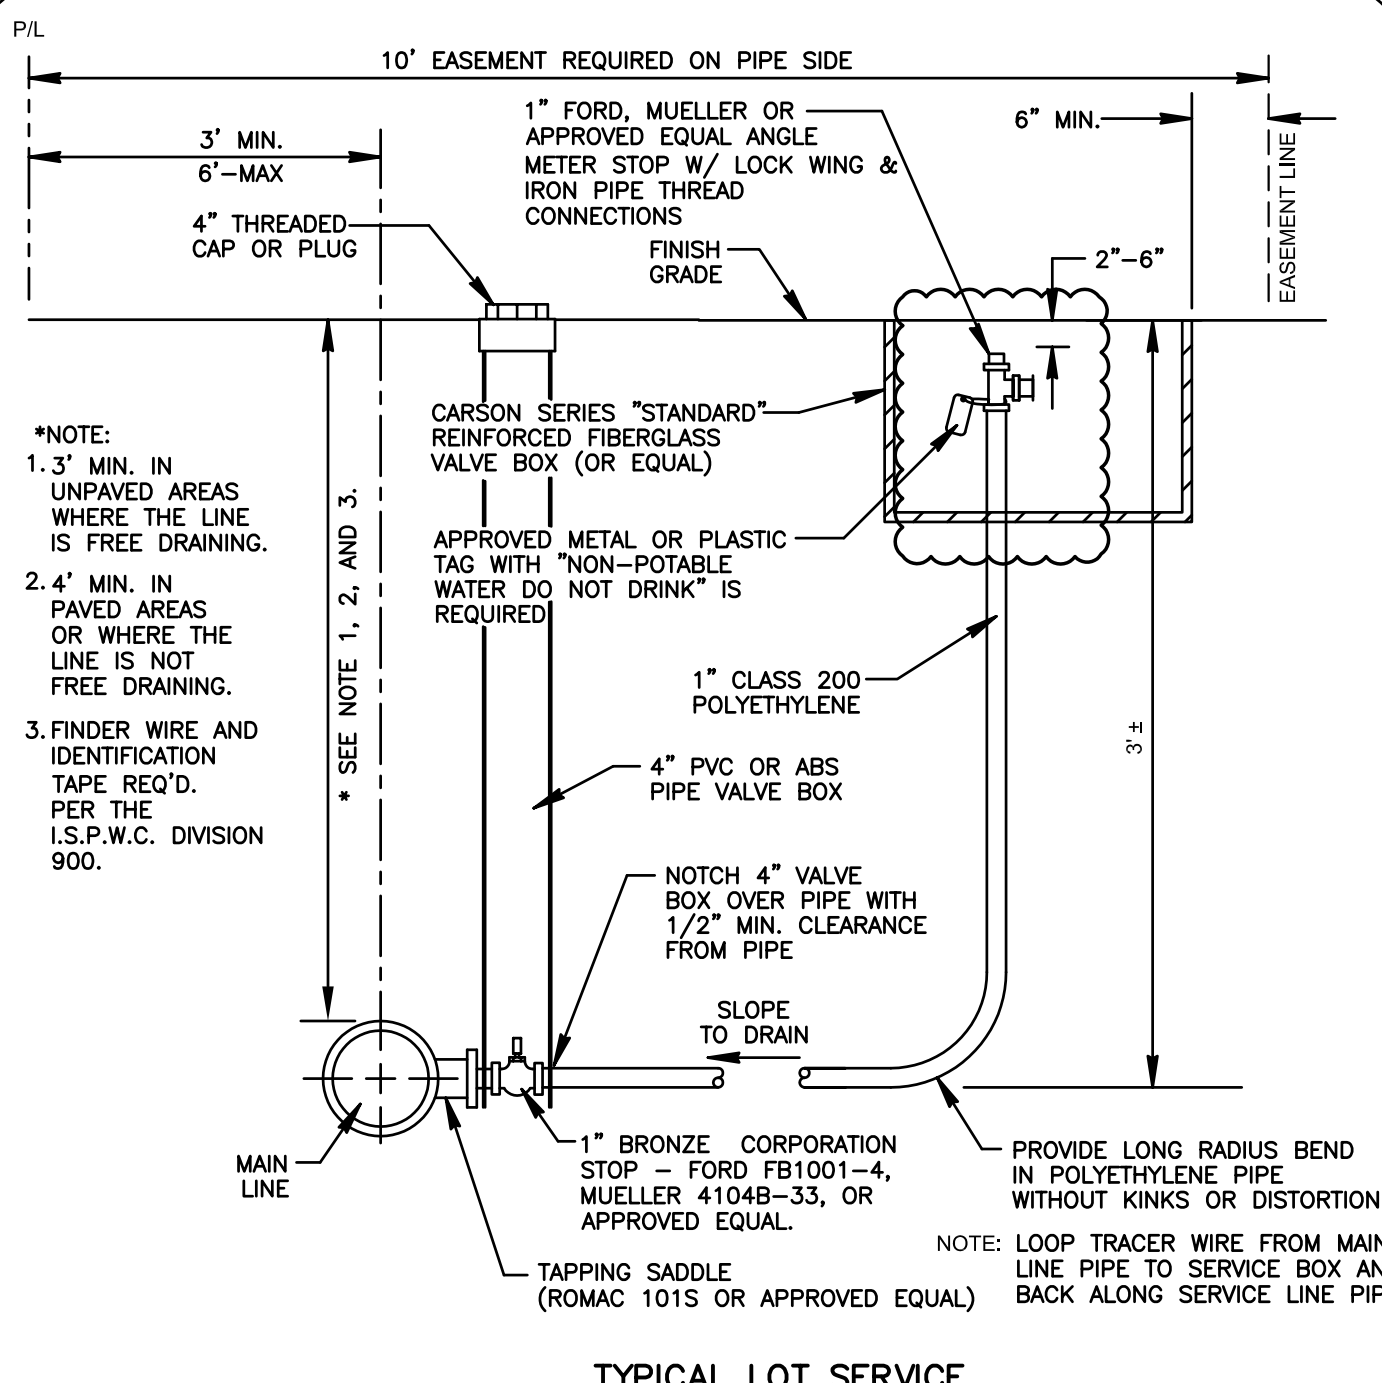 P/L
10' EASEMENT REQUIRED ON PIPE SIDE
3' MIN.
6'-MAX
1" FORD, MUELLER OR
APPROVED EQUAL ANGLE
METER STOP W/ LOCK WING &
IRON PIPE THREAD
CONNECTIONS
6" MIN.
EASEMENT LINE
4" THREADED
CAP OR PLUG
FINISH
GRADE
2"-6"
CARSON SERIES "STANDARD"
REINFORCED FIBERGLASS
VALVE BOX (OR EQUAL)
*NOTE:
1. 3' MIN. IN
UNPAVED AREAS
WHERE THE LINE
IS FREE DRAINING.
2. 4' MIN. IN
PAVED AREAS
OR WHERE THE
LINE IS NOT
FREE DRAINING.
3. FINDER WIRE AND
IDENTIFICATION
TAPE REQ'D.
PER THE
I.S.P.W.C. DIVISION
900.
* SEE NOTE 1, 2, AND 3.
APPROVED METAL OR PLASTIC
TAG WITH "NON-POTABLE
WATER DO NOT DRINK" IS
REQUIRED
1" CLASS 200
POLYETHYLENE
3' ±
4" PVC OR ABS
PIPE VALVE BOX
NOTCH 4" VALVE
BOX OVER PIPE WITH
1/2" MIN. CLEARANCE
FROM PIPE
SLOPE
TO DRAIN
MAIN
LINE
1" BRONZE CORPORATION
STOP - FORD FB1001-4,
MUELLER 4104B-33, OR
APPROVED EQUAL.
PROVIDE LONG RADIUS BEND
IN POLYETHYLENE PIPE
WITHOUT KINKS OR DISTORTION
TAPPING SADDLE
(ROMAC 101S OR APPROVED EQUAL)
NOTE: LOOP TRACER WIRE FROM MAIN
LINE PIPE TO SERVICE BOX AN
BACK ALONG SERVICE LINE PIP
TYPICAL LOT SERVICE